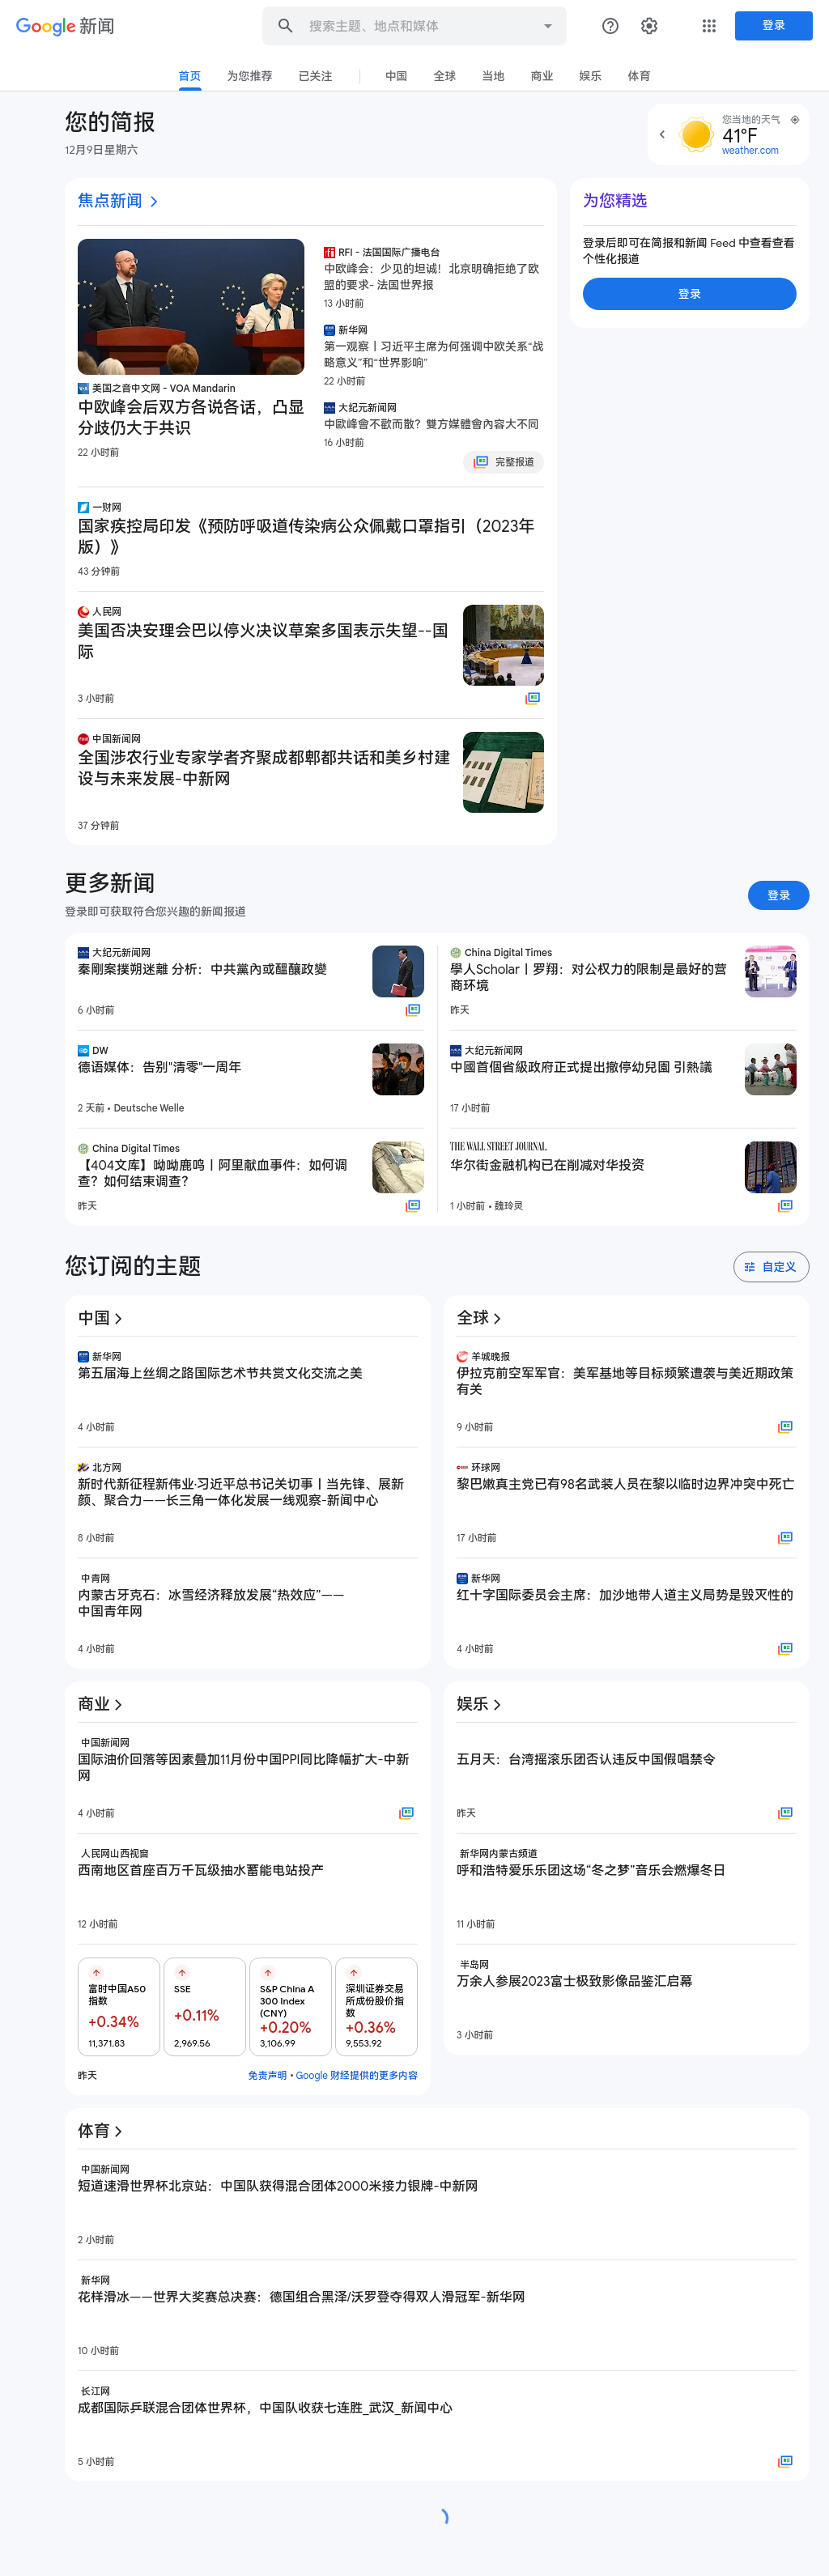 Google 新闻
搜索主题、地点和媒体
登录
首页
为您推荐
已关注
中国
全球
当地
商业
娱乐
体育
您的简报
12月9日星期六
您当地的天气
41°F
weather.com
焦点新闻
美国之音中文网 - VOA Mandarin
中欧峰会后双方各说各话，凸显
分歧仍大于共识
22 小时前
RFI - 法国国际广播电台
中欧峰会：少见的坦诚！北京明确拒绝了欧
盟的要求- 法国世界报
13 小时前
新华网
第一观察丨习近平主席为何强调中欧关系“战
略意义”和“世界影响”
22 小时前
大纪元新闻网
中歐峰會不歡而散？雙方媒體會內容大不同
16 小时前
完整报道
一财网
国家疾控局印发《预防呼吸道传染病公众佩戴口罩指引（2023年
版）》
43 分钟前
人民网
美国否决安理会巴以停火决议草案多国表示失望--国
际
3 小时前
中国新闻网
全国涉农行业专家学者齐聚成都郫都共话和美乡村建
设与未来发展-中新网
37 分钟前
为您精选
登录后即可在简报和新闻 Feed 中查看查看
个性化报道
登录
更多新闻
登录即可获取符合您兴趣的新闻报道
登录
大纪元新闻网
秦剛案撲朔迷離 分析：中共黨內或醞釀政變
6 小时前
DW
德语媒体：告别"清零"一周年
2 天前 • Deutsche Welle
China Digital Times
【404文库】呦呦鹿鸣丨阿里献血事件：如何调
查？如何结束调查？
昨天
China Digital Times
學人Scholar丨罗翔：对公权力的限制是最好的营
商环境
昨天
大纪元新闻网
中國首個省級政府正式提出撤停幼兒園 引熱議
17 小时前
THE WALL STREET JOURNAL.
华尔街金融机构已在削减对华投资
1 小时前 • 魏玲灵
您订阅的主题
自定义
中国
新华网
第五届海上丝绸之路国际艺术节共赏文化交流之美
4 小时前
北方网
新时代新征程新伟业·习近平总书记关切事丨当先锋、展新
颜、聚合力——长三角一体化发展一线观察-新闻中心
8 小时前
中青网
内蒙古牙克石：冰雪经济释放发展“热效应”——
中国青年网
4 小时前
全球
羊城晚报
伊拉克前空军军官：美军基地等目标频繁遭袭与美近期政策
有关
9 小时前
环球网
黎巴嫩真主党已有98名武装人员在黎以临时边界冲突中死亡
17 小时前
新华网
红十字国际委员会主席：加沙地带人道主义局势是毁灭性的
4 小时前
商业
中国新闻网
国际油价回落等因素叠加11月份中国PPI同比降幅扩大-中新
网
4 小时前
人民网山西视窗
西南地区首座百万千瓦级抽水蓄能电站投产
12 小时前
富时中国A50
指数
+0.34%
11,371.83
SSE
+0.11%
2,969.56
S&P China A
300 Index
(CNY)
+0.20%
3,106.99
深圳证券交易
所成份股价指
数
+0.36%
9,553.92
昨天
免责声明 • Google 财经提供的更多内容
娱乐
五月天：台湾摇滚乐团否认违反中国假唱禁令
昨天
新华网内蒙古频道
呼和浩特爱乐乐团这场“冬之梦”音乐会燃爆冬日
11 小时前
半岛网
万余人参展2023富士极致影像品鉴汇启幕
3 小时前
体育
中国新闻网
短道速滑世界杯北京站：中国队获得混合团体2000米接力银牌-中新网
2 小时前
新华网
花样滑冰——世界大奖赛总决赛：德国组合黑泽/沃罗登夺得双人滑冠军-新华网
10 小时前
长江网
成都国际乒联混合团体世界杯，中国队收获七连胜_武汉_新闻中心
5 小时前